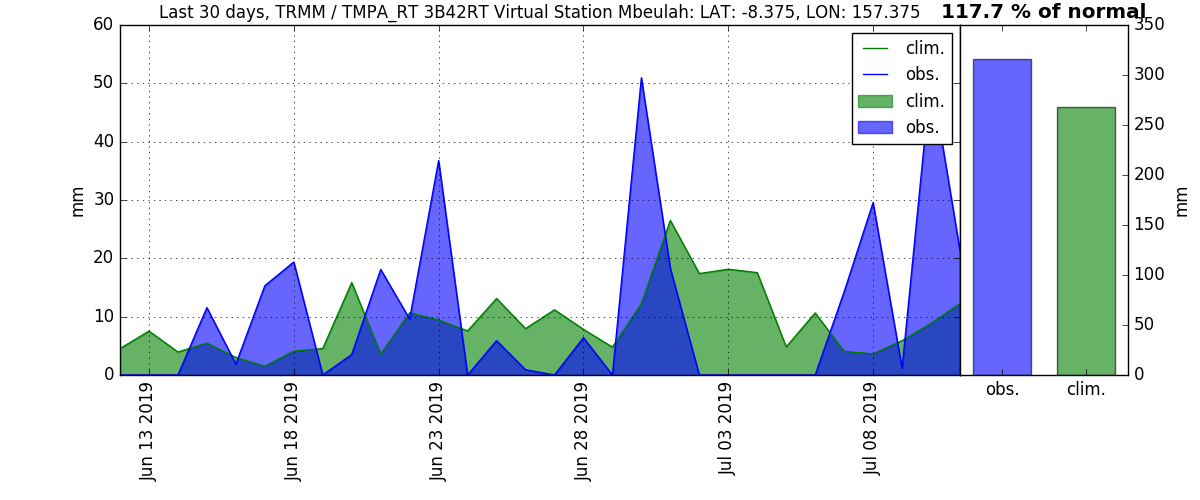 Last 30 days, TRMM / TMPA_RT 3B42RT Virtual Station Mbeulah: LAT: -8.375, LON: 157.375
117.7 % of normal
60
50
40
30
20
10
0
mm
clim.
obs.
clim.
obs.
Jun 13 2019
Jun 18 2019
Jun 23 2019
Jun 28 2019
Jul 03 2019
Jul 08 2019
350
300
250
200
150
100
50
0
mm
obs.
clim.